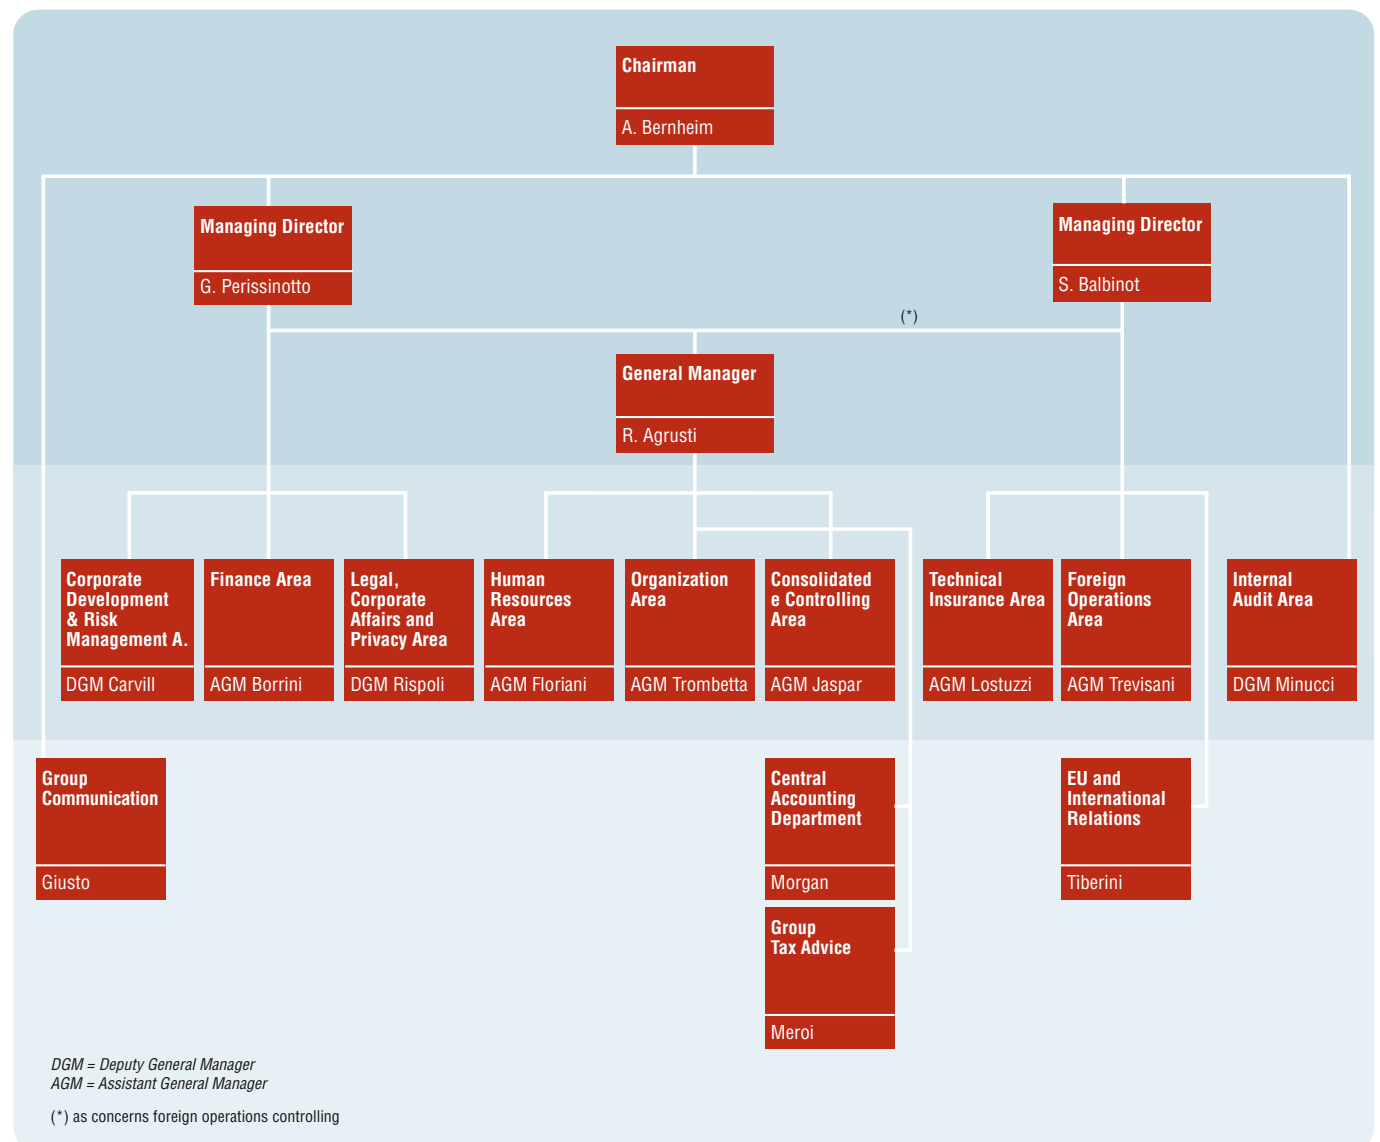 Chairman
A. Bernheim
Managing Director
G. Perissinotto
Managing Director
S. Balbinot
(*)
General Manager
R. Agrusti
Corporate
Development
& Risk
Management A.
DGM Carvill
Finance Area
AGM Borrini
Legal,
Corporate
Affairs and
Privacy Area
DGM Rispoli
Human
Resources
Area
AGM Floriani
Organization
Area
AGM Trombetta
Consolidated
e Controlling
Area
AGM Jaspar
Technical
Insurance Area
AGM Lostuzzi
Foreign
Operations
Area
AGM Trevisani
Internal
Audit Area
DGM Minucci
Group
Communication
Giusto
Central
Accounting
Department
Morgan
EU and
International
Relations
Tiberini
Group
Tax Advice
Meroi
DGM = Deputy General Manager
AGM = Assistant General Manager
(*) as concerns foreign operations controlling